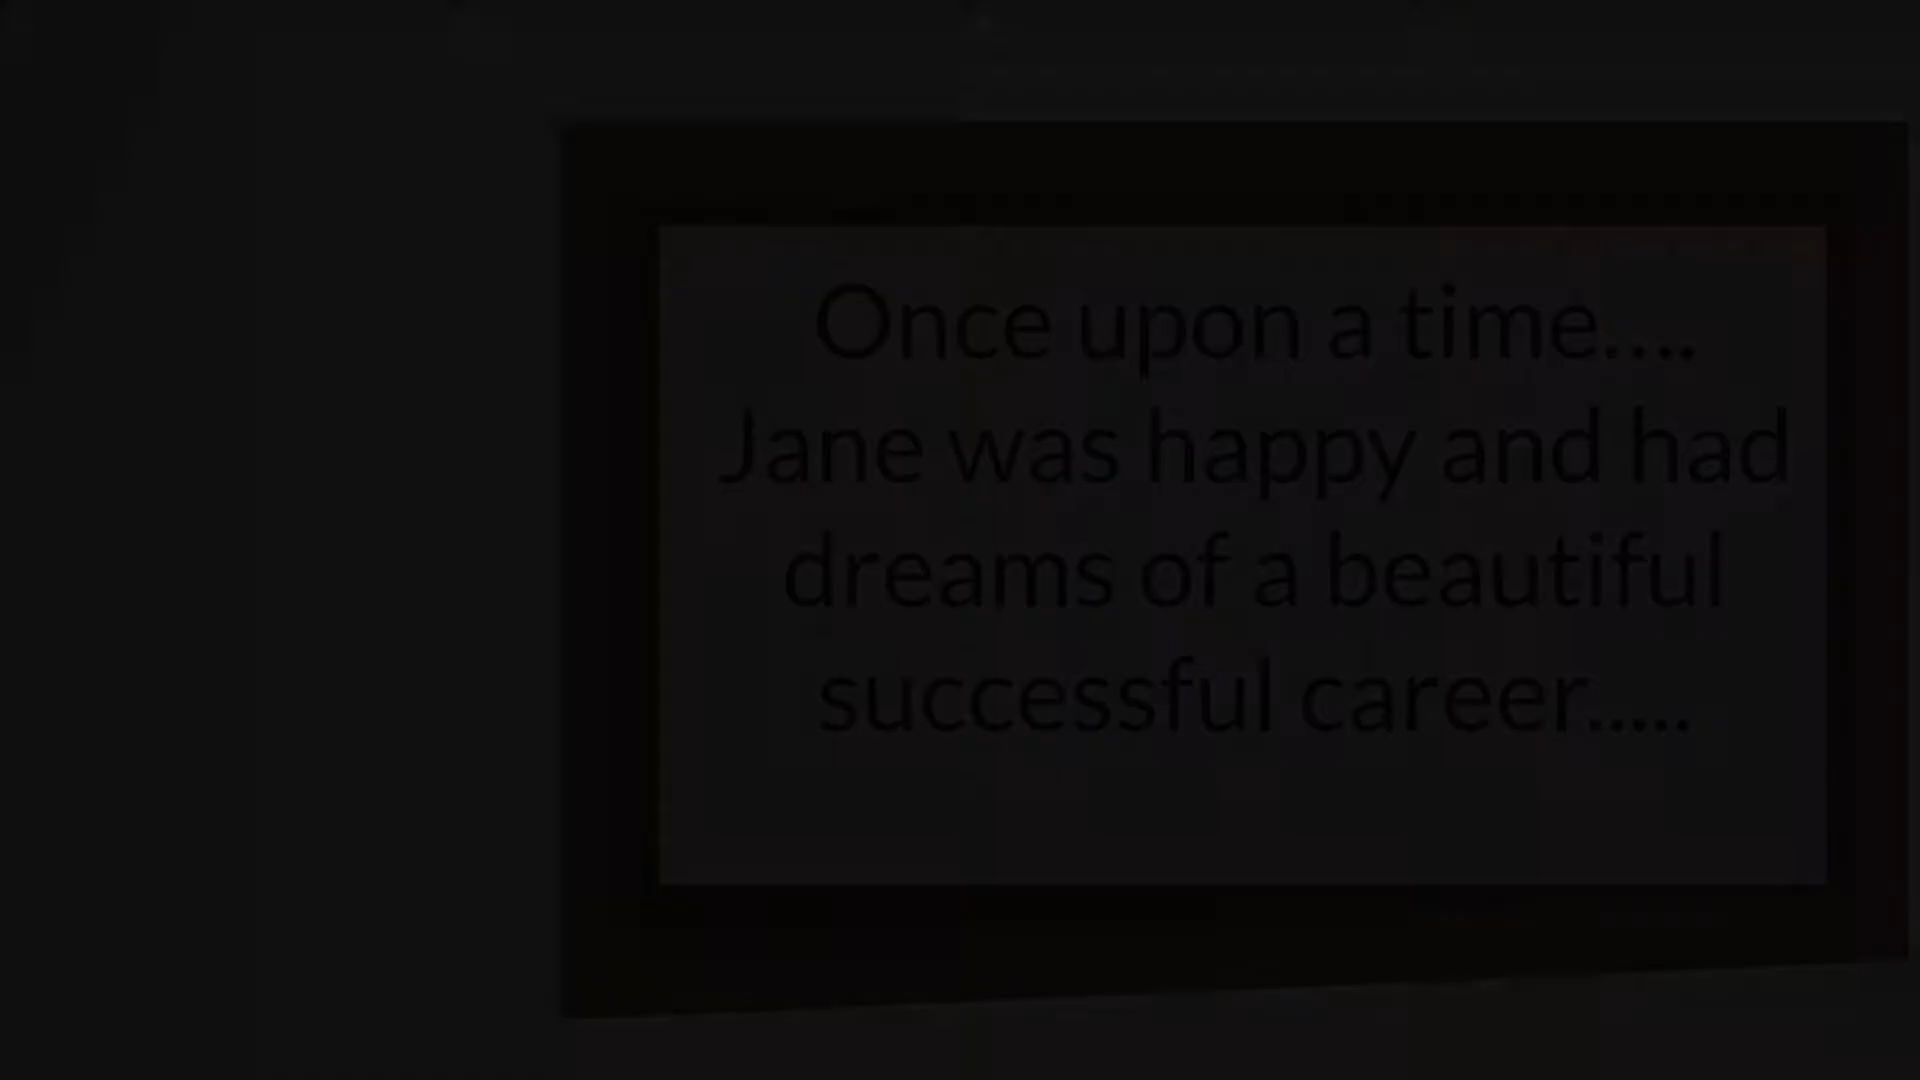 Once upon a time....
Jane was happy and had
dreams of a beautiful
successful career.....